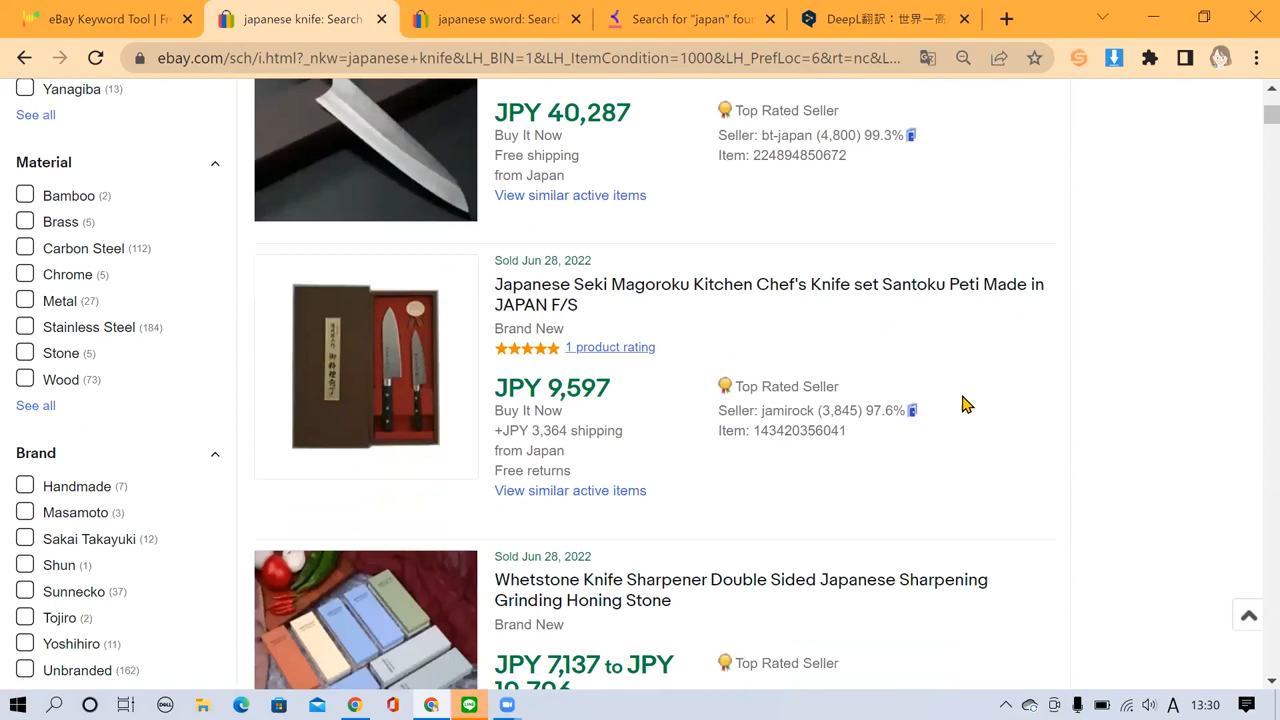 eBay Keyword Tool | Fr
japanese knife: Search
japanese sword: Searc
Search for "japan" four
DeepL翻訳：世界一高
ebay.com/sch/i.html?_nkw=japanese+knife&LH_BIN=1&LH_ItemCondition=1000&LH_PrefLoc=6&rt=nc&L...
Yanagiba (13)
See all
Material
Bamboo (2)
Brass (5)
Carbon Steel (112)
Chrome (5)
Metal (27)
Stainless Steel (184)
Stone (5)
Wood (73)
See all
Brand
Handmade (7)
Masamoto (3)
Sakai Takayuki (12)
Shun (1)
Sunnecko (37)
Tojiro (2)
Yoshihiro (11)
Unbranded (162)
JPY 40,287
Buy It Now
Free shipping
from Japan
View similar active items
Top Rated Seller
Seller: bt-japan (4,800) 99.3%
Item: 224894850672
Sold Jun 28, 2022
Japanese Seki Magoroku Kitchen Chef's Knife set Santoku Peti Made in
JAPAN F/S
Brand New
1 product rating
JPY 9,597
Buy It Now
+JPY 3,364 shipping
from Japan
Free returns
View similar active items
Top Rated Seller
Seller: jamirock (3,845) 97.6%
Item: 143420356041
Sold Jun 28, 2022
Whetstone Knife Sharpener Double Sided Japanese Sharpening
Grinding Honing Stone
Brand New
JPY 7,137 to JPY
Top Rated Seller
DELL
LINE
A
13:30